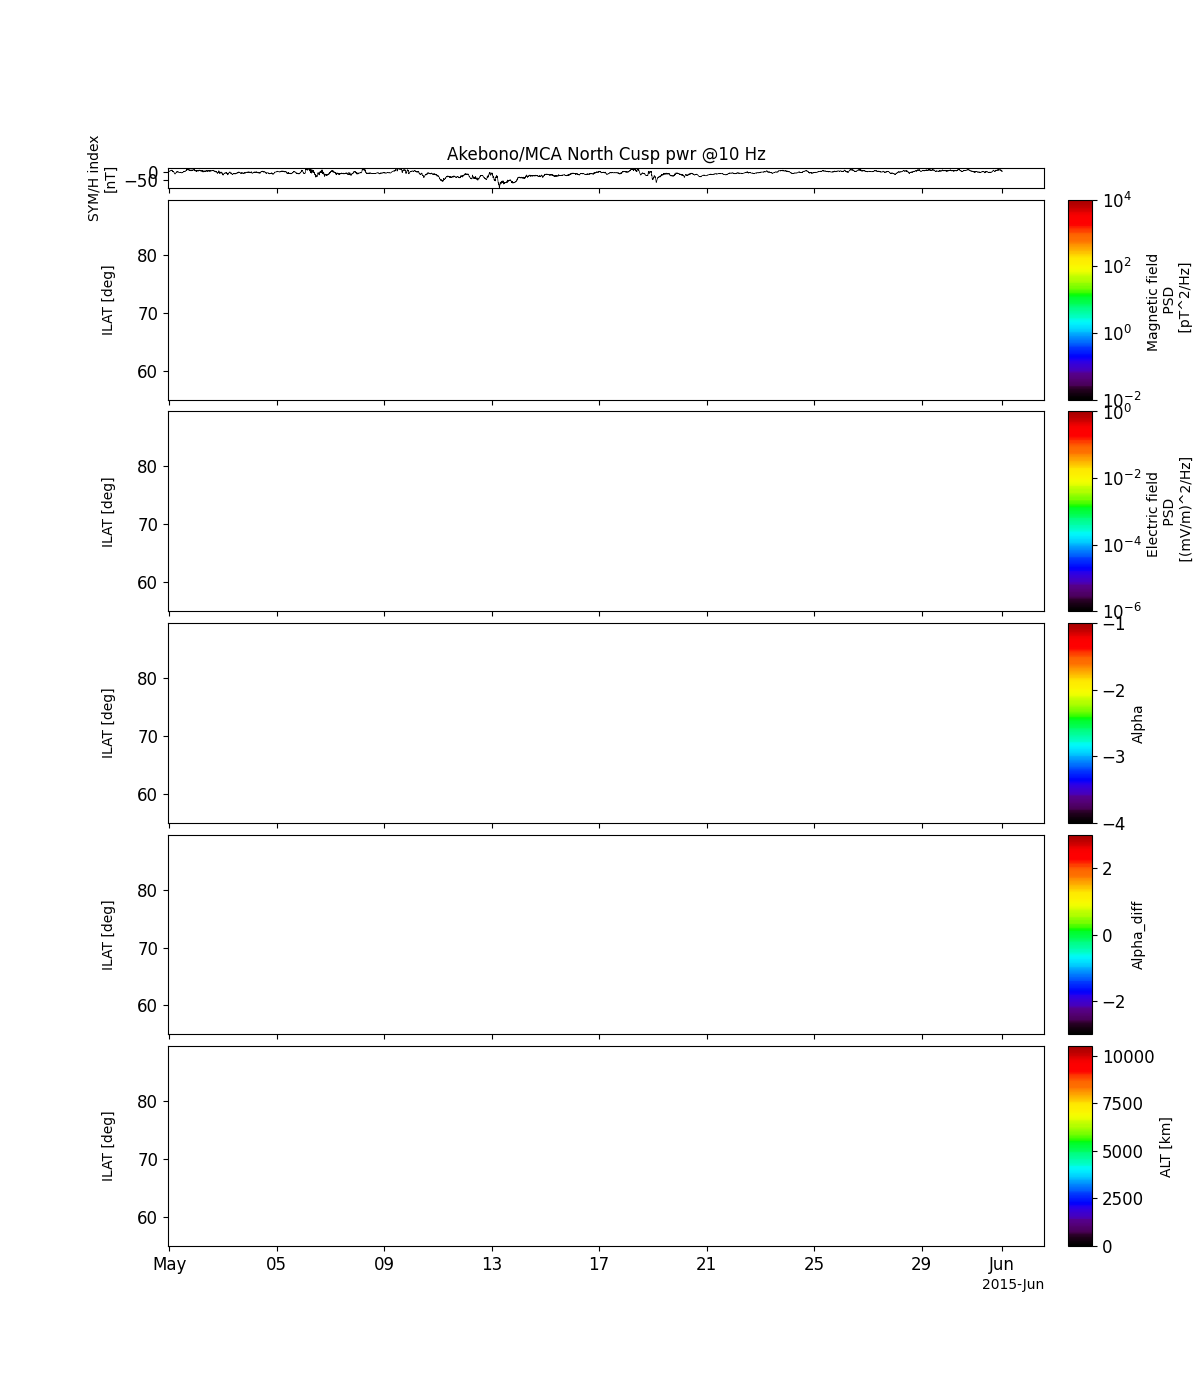 Akebono/MCA North Cusp pwr @10 Hz
SYM/H index
[nT]
0
−50
ILAT [deg]
80
70
60
10^4
10^2
10^0
10^−2
Magnetic field
PSD
[pT^2/Hz]
ILAT [deg]
80
70
60
10^0
10^−2
10^−4
10^−6
Electric field
PSD
[(mV/m)^2/Hz]
ILAT [deg]
80
70
60
−1
−2
−3
−4
Alpha
ILAT [deg]
80
70
60
2
0
−2
Alpha_diff
ILAT [deg]
80
70
60
10000
7500
5000
2500
0
ALT [km]
May 05 09 13 17 21 25 29 Jun
2015-Jun